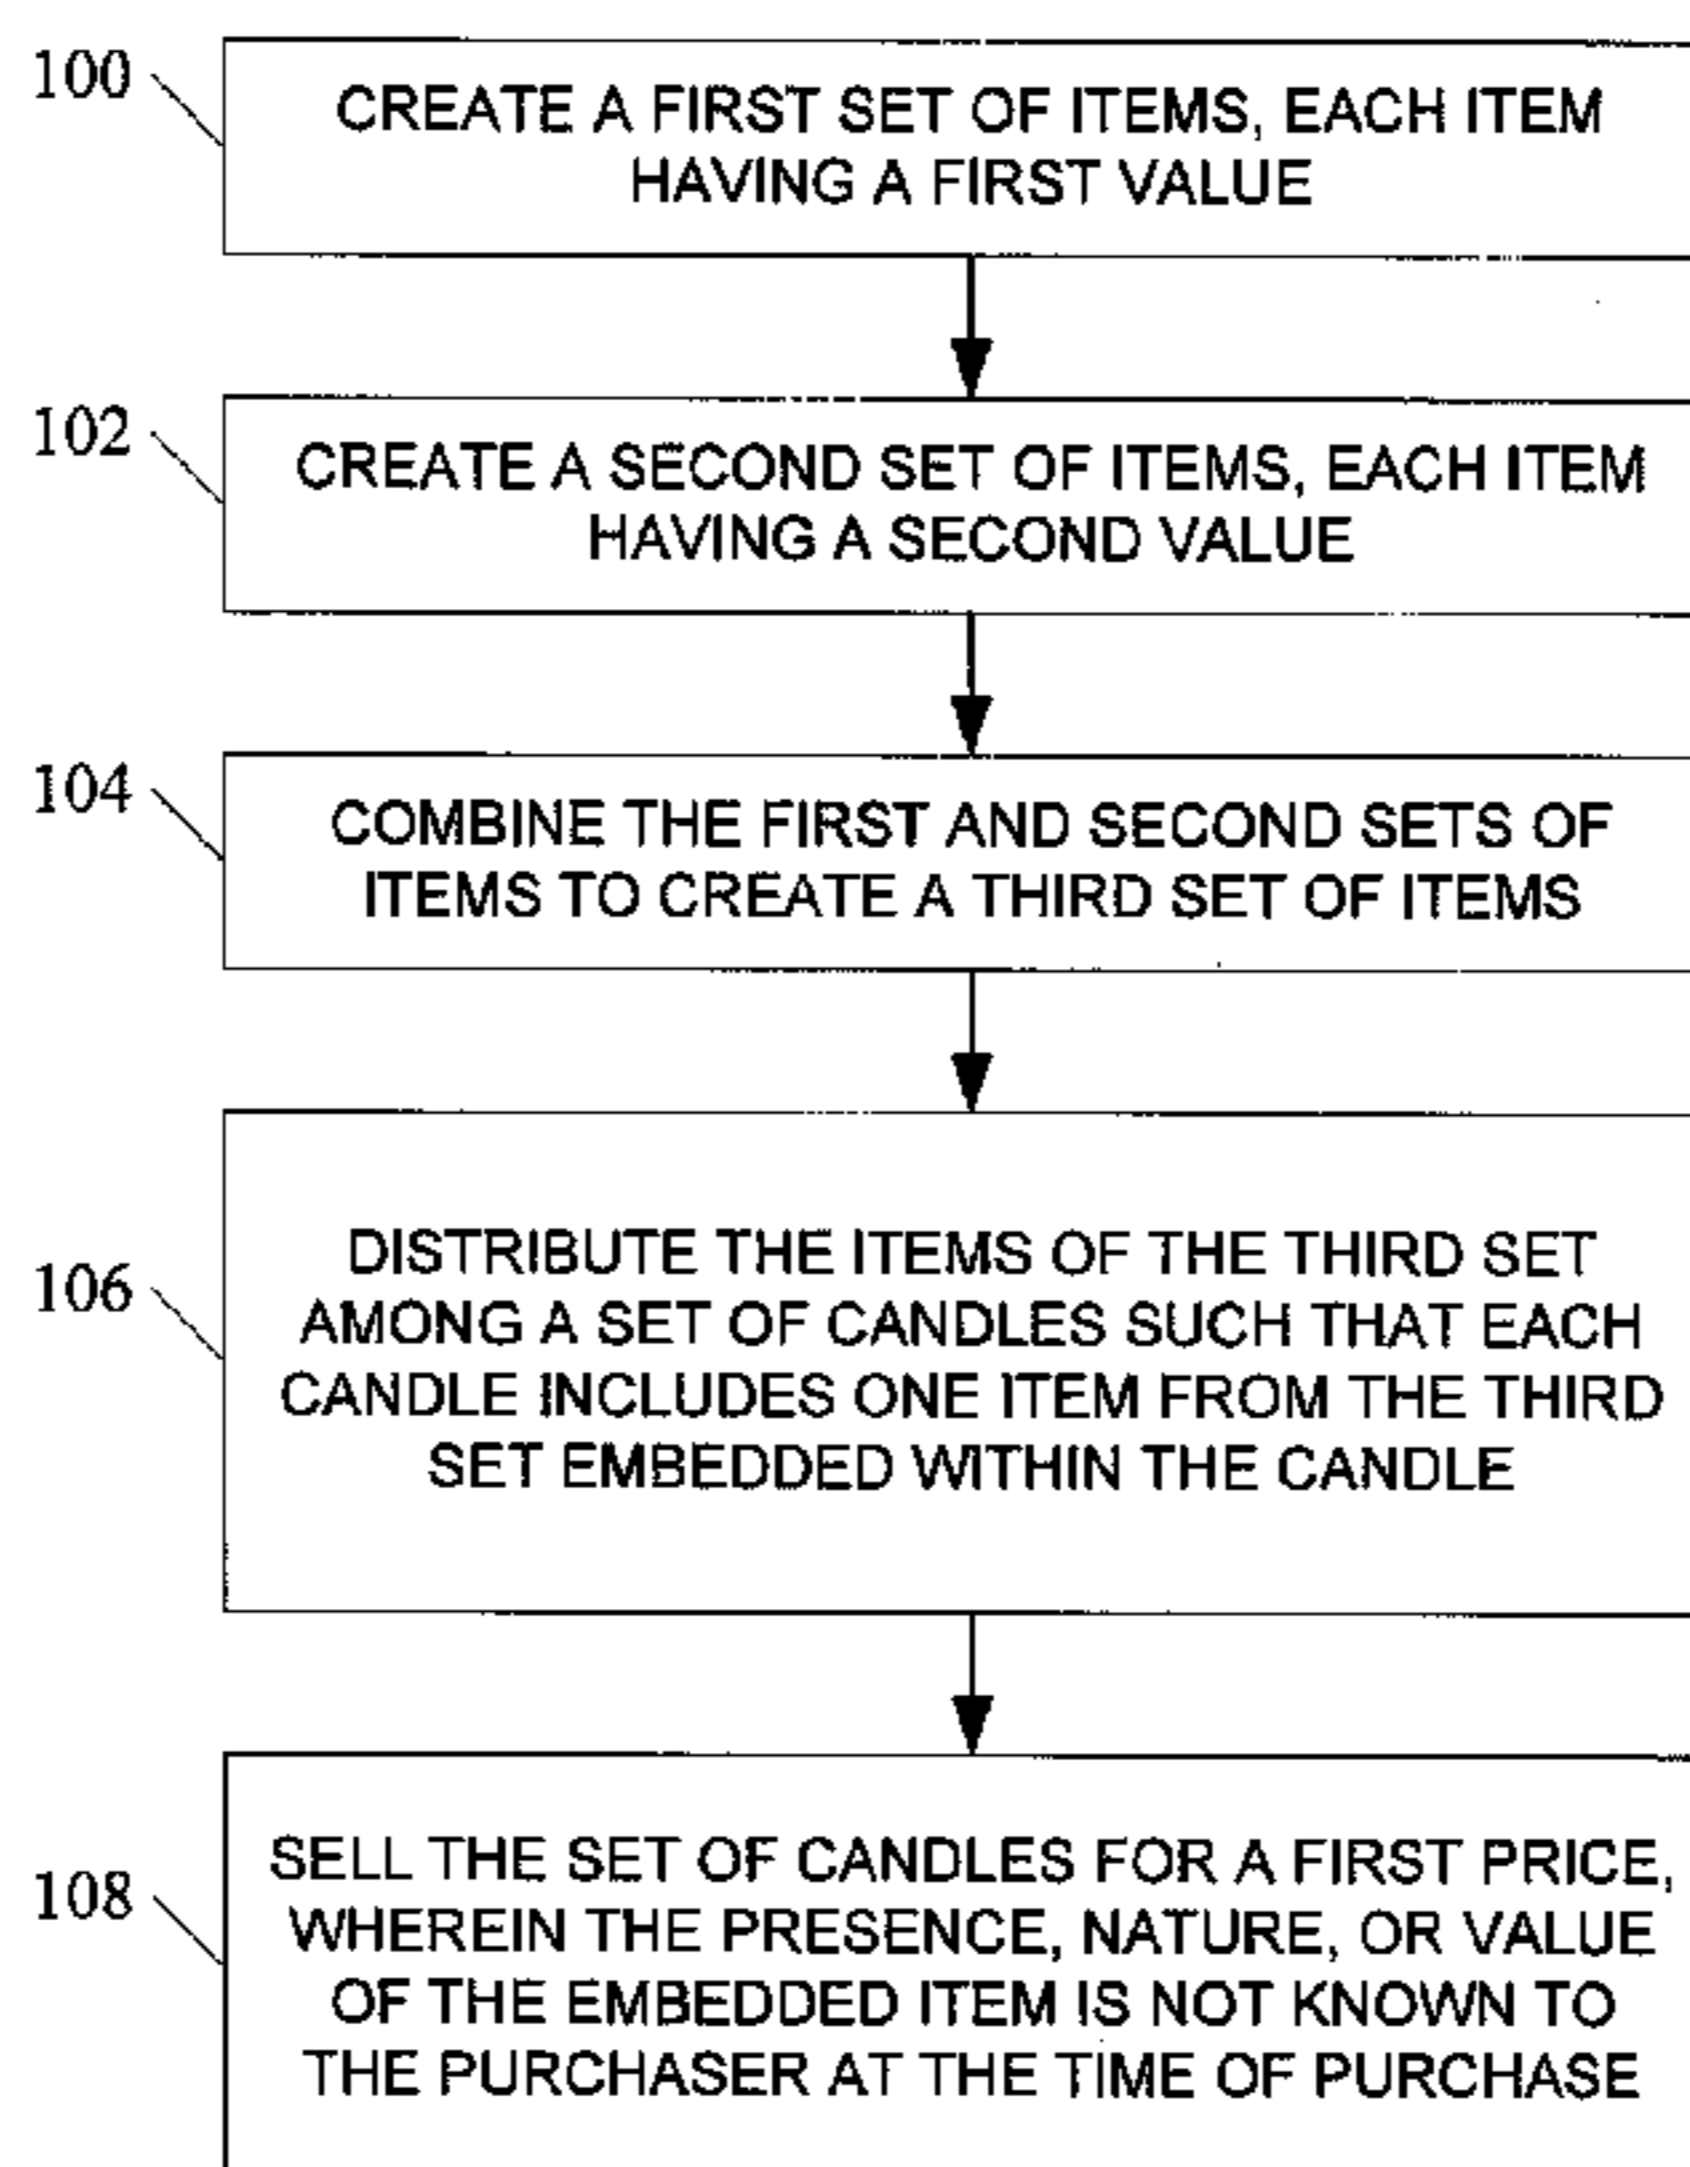 100
CREATE A FIRST SET OF ITEMS, EACH ITEM
HAVING A FIRST VALUE
102
CREATE A SECOND SET OF ITEMS, EACH ITEM
HAVING A SECOND VALUE
104
COMBINE THE FIRST AND SECOND SETS OF
ITEMS TO CREATE A THIRD SET OF ITEMS
106
DISTRIBUTE THE ITEMS OF THE THIRD SET
AMONG A SET OF CANDLES SUCH THAT EACH
CANDLE INCLUDES ONE ITEM FROM THE THIRD
SET EMBEDDED WITHIN THE CANDLE
108
SELL THE SET OF CANDLES FOR A FIRST PRICE,
WHEREIN THE PRESENCE, NATURE, OR VALUE
OF THE EMBEDDED ITEM IS NOT KNOWN TO
THE PURCHASER AT THE TIME OF PURCHASE